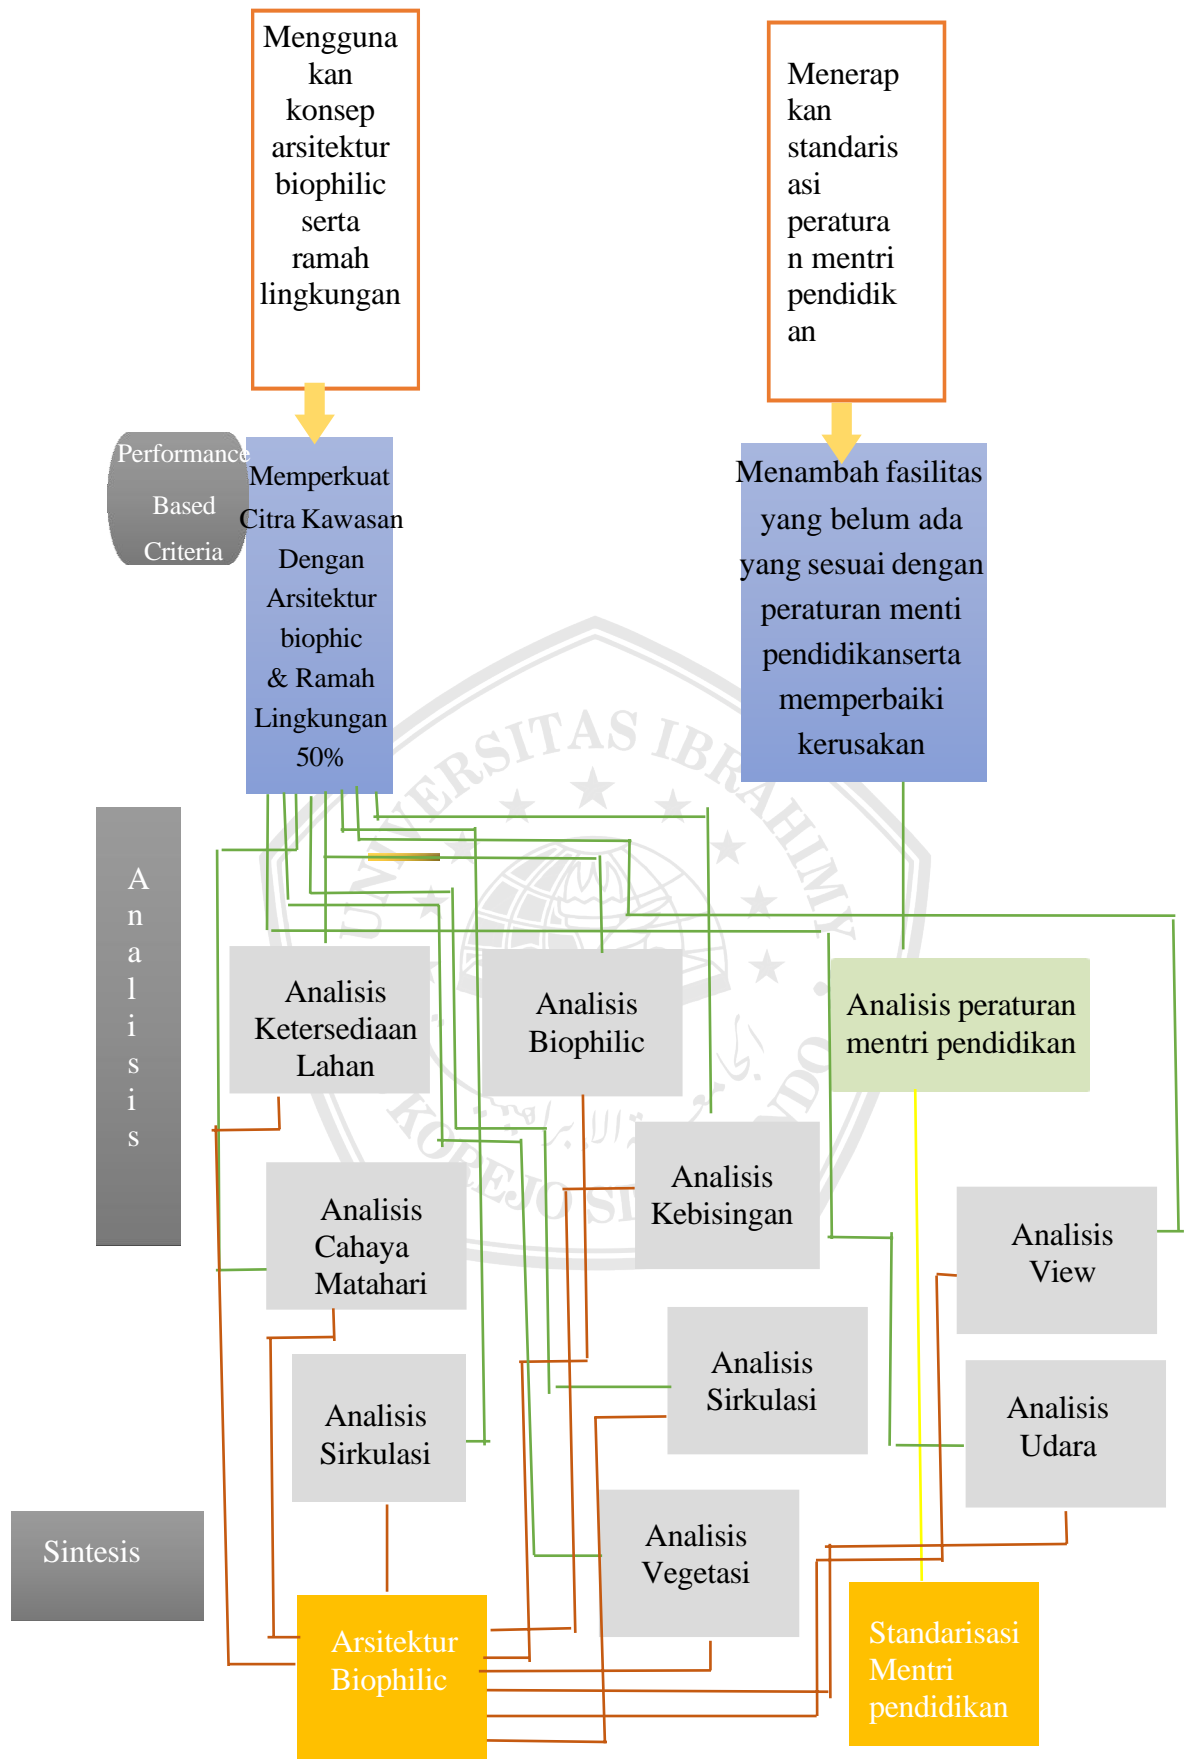 Mengguna
kan
konsep
arsitektur
biophilic
serta
ramah
lingkungan
Menerap
kan
standaris
asi
peratura
n mentri
pendidik
an
Performance
Based
Criteria
Memperkuat
Citra Kawasan
Dengan
Arsitektur
biophic
& Ramah
Lingkungan
50%
Menambah fasilitas
yang belum ada
yang sesuai dengan
peraturan menti
pendidikanserta
memperbaiki
kerusakan
UNIVERSITAS IBRAHIMY
A
n
a
l
i
s
i
s
Analisis
Ketersediaan
Lahan
Analisis
Biophilic
Analisis peraturan
mentri pendidikan
Analisis
Cahaya
Matahari
Analisis
Kebisingan
Analisis
View
Analisis
Sirkulasi
Analisis
Sirkulasi
Analisis
Udara
Sintesis
Analisis
Vegetasi
Arsitektur
Biophilic
Standarisasi
Mentri
pendidikan